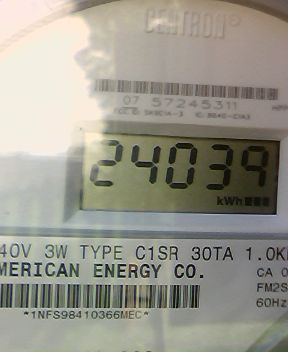 CENTRON®
07 57245311
24039
kWh
40V 3W TYPE C1SR 30TA 1.0K
MERICAN ENERGY CO.
CA 0
FM2S
60Hz
*1NFS98410366MEC*